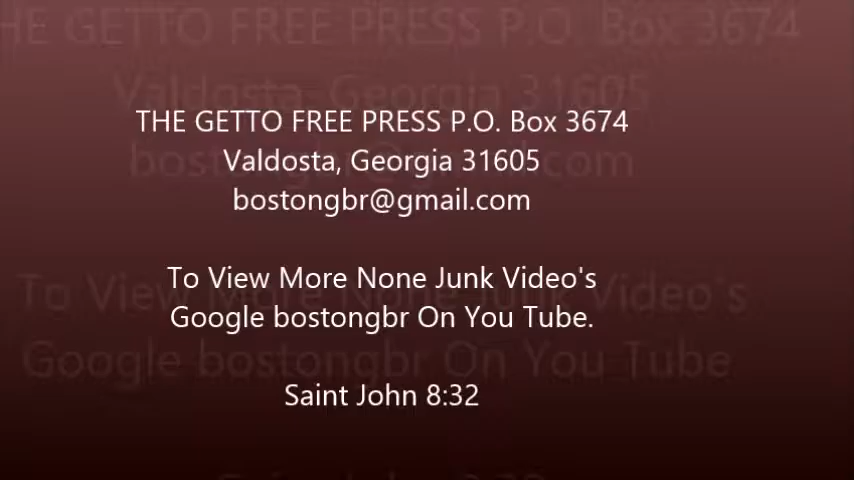 THE GETTO FREE PRESS P.O. Box 3674
Valdosta, Georgia 31605
bostongbr@gmail.com
To View More None Junk Video's
Google bostongbr On You Tube.
Saint John 8:32